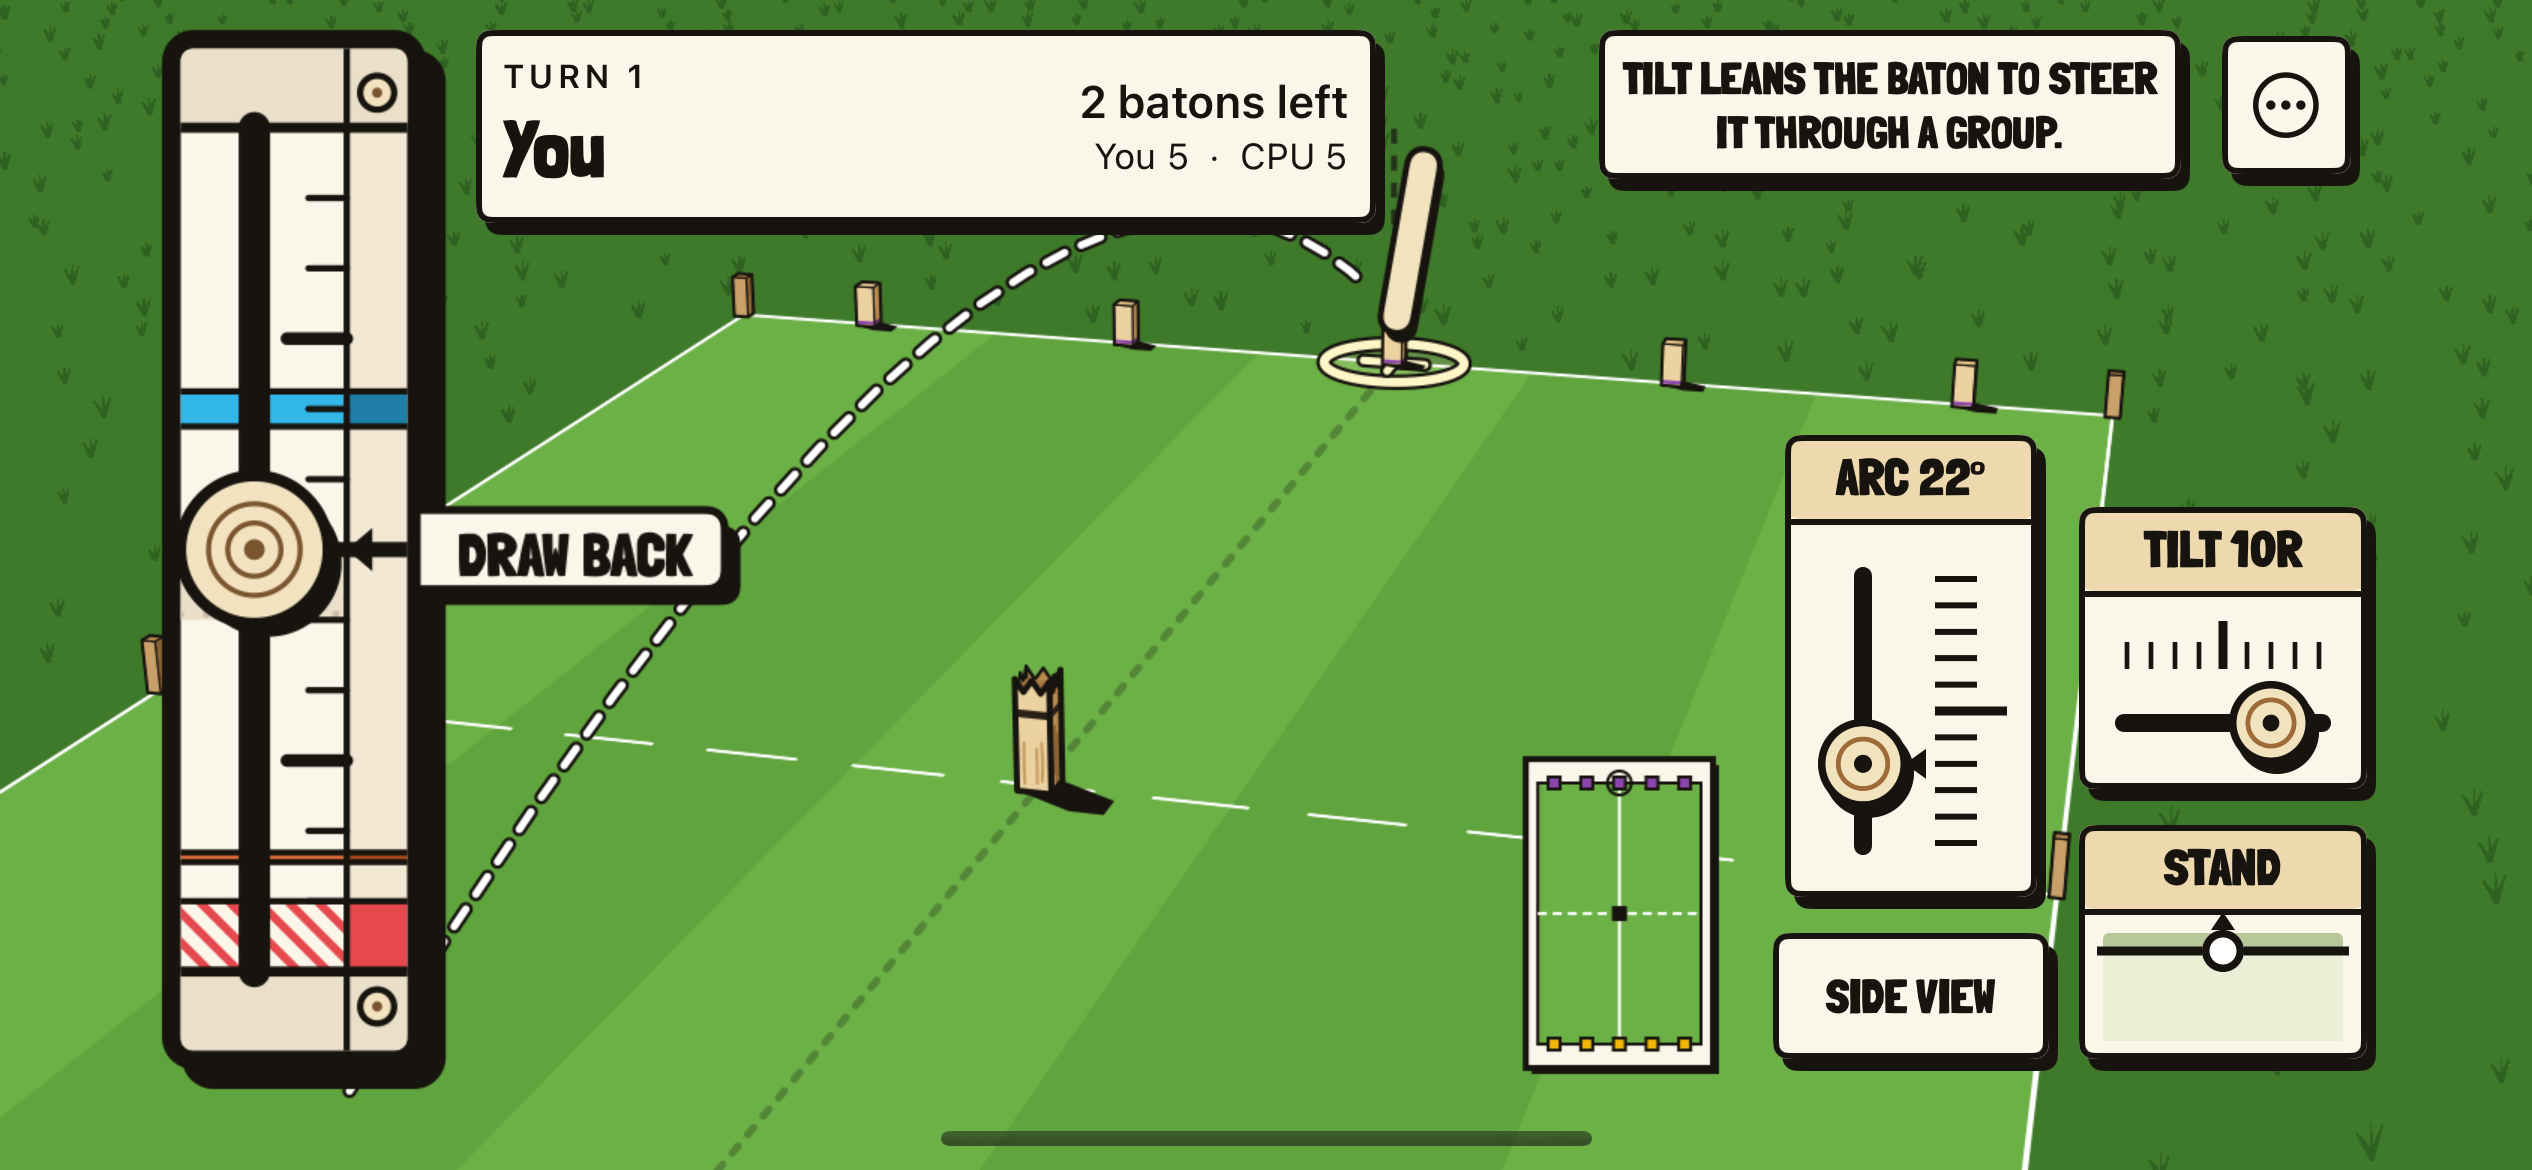 TURN 1
You
2 batons left
You 5 · CPU 5
TILT LEANS THE BATON TO STEER
IT THROUGH A GROUP.
DRAW BACK
ARC 22°
TILT 10R
STAND
SIDE VIEW